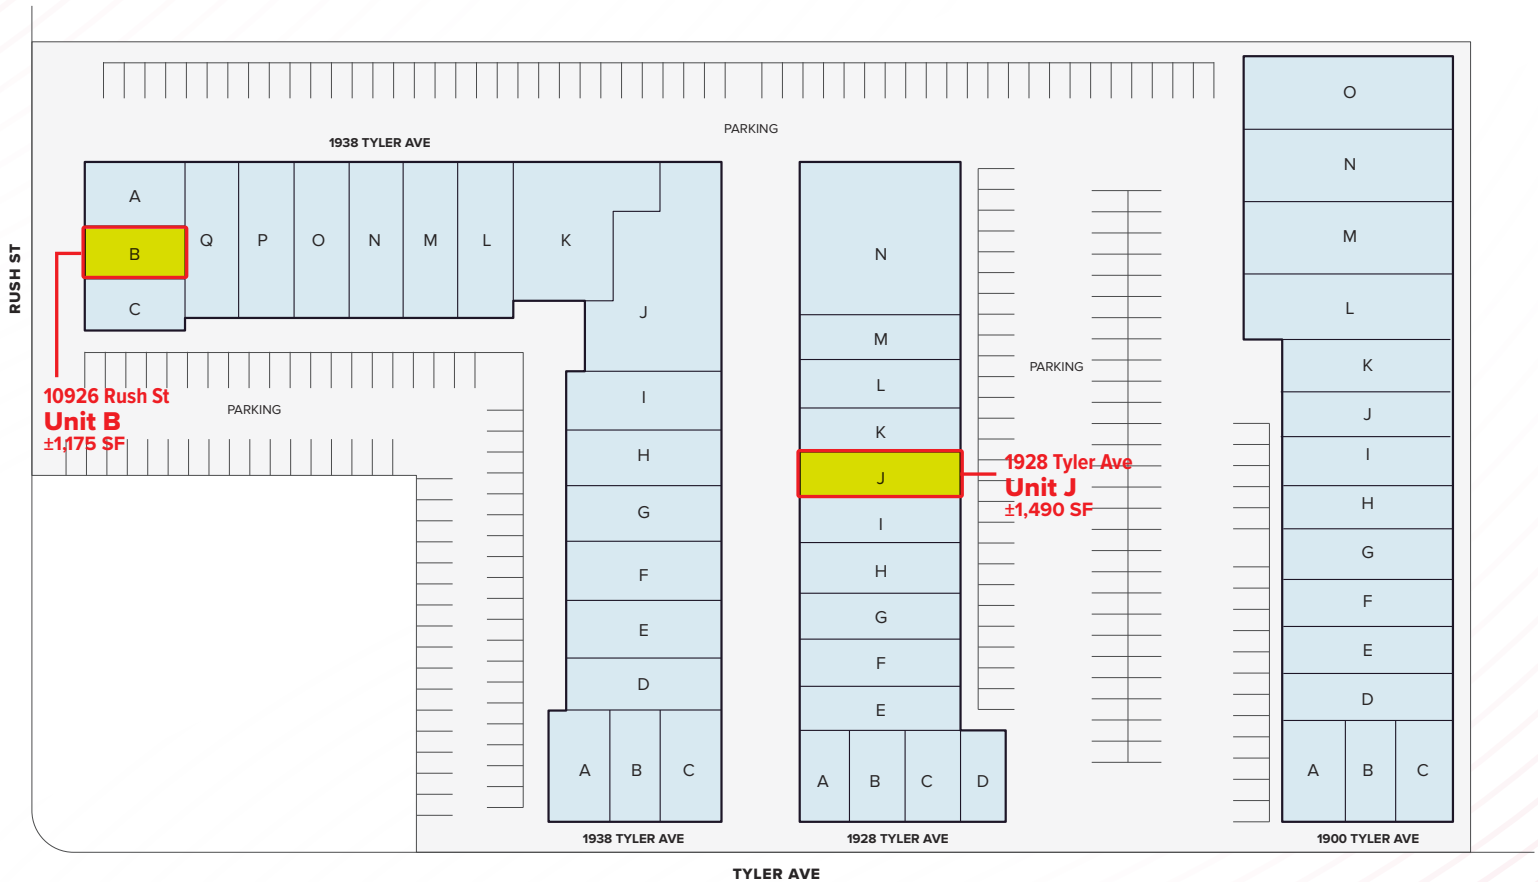 PARKING
1938 TYLER AVE
RUSH ST
A
B
C
Q
P
O
N
M
L
K
J
I
H
G
F
E
D
A
B
C
1938 TYLER AVE
10926 Rush St
Unit B
±1,175 SF
PARKING
N
M
L
K
J
I
H
G
F
E
A
B
C
D
1928 TYLER AVE
PARKING
1928 Tyler Ave
Unit J
±1,490 SF
O
N
M
L
K
J
I
H
G
F
E
D
A
B
C
1900 TYLER AVE
TYLER AVE